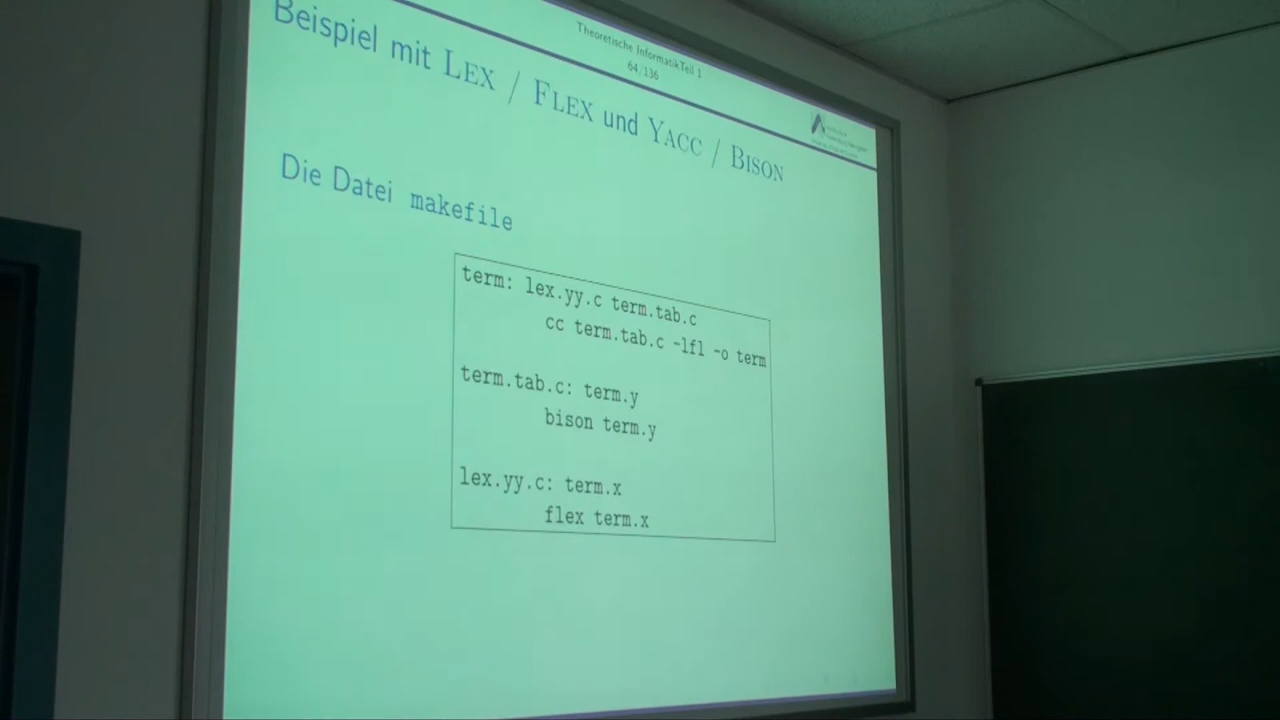 Theoretische InformatikTeil 1
64/136
Beispiel mit LEX / FLEX und YACC / BISON
Die Datei makefile
term: lex.yy.c term.tab.c
cc term.tab.c -lfl -o term
term.tab.c: term.y
bison term.y
lex.yy.c: term.x
flex term.x